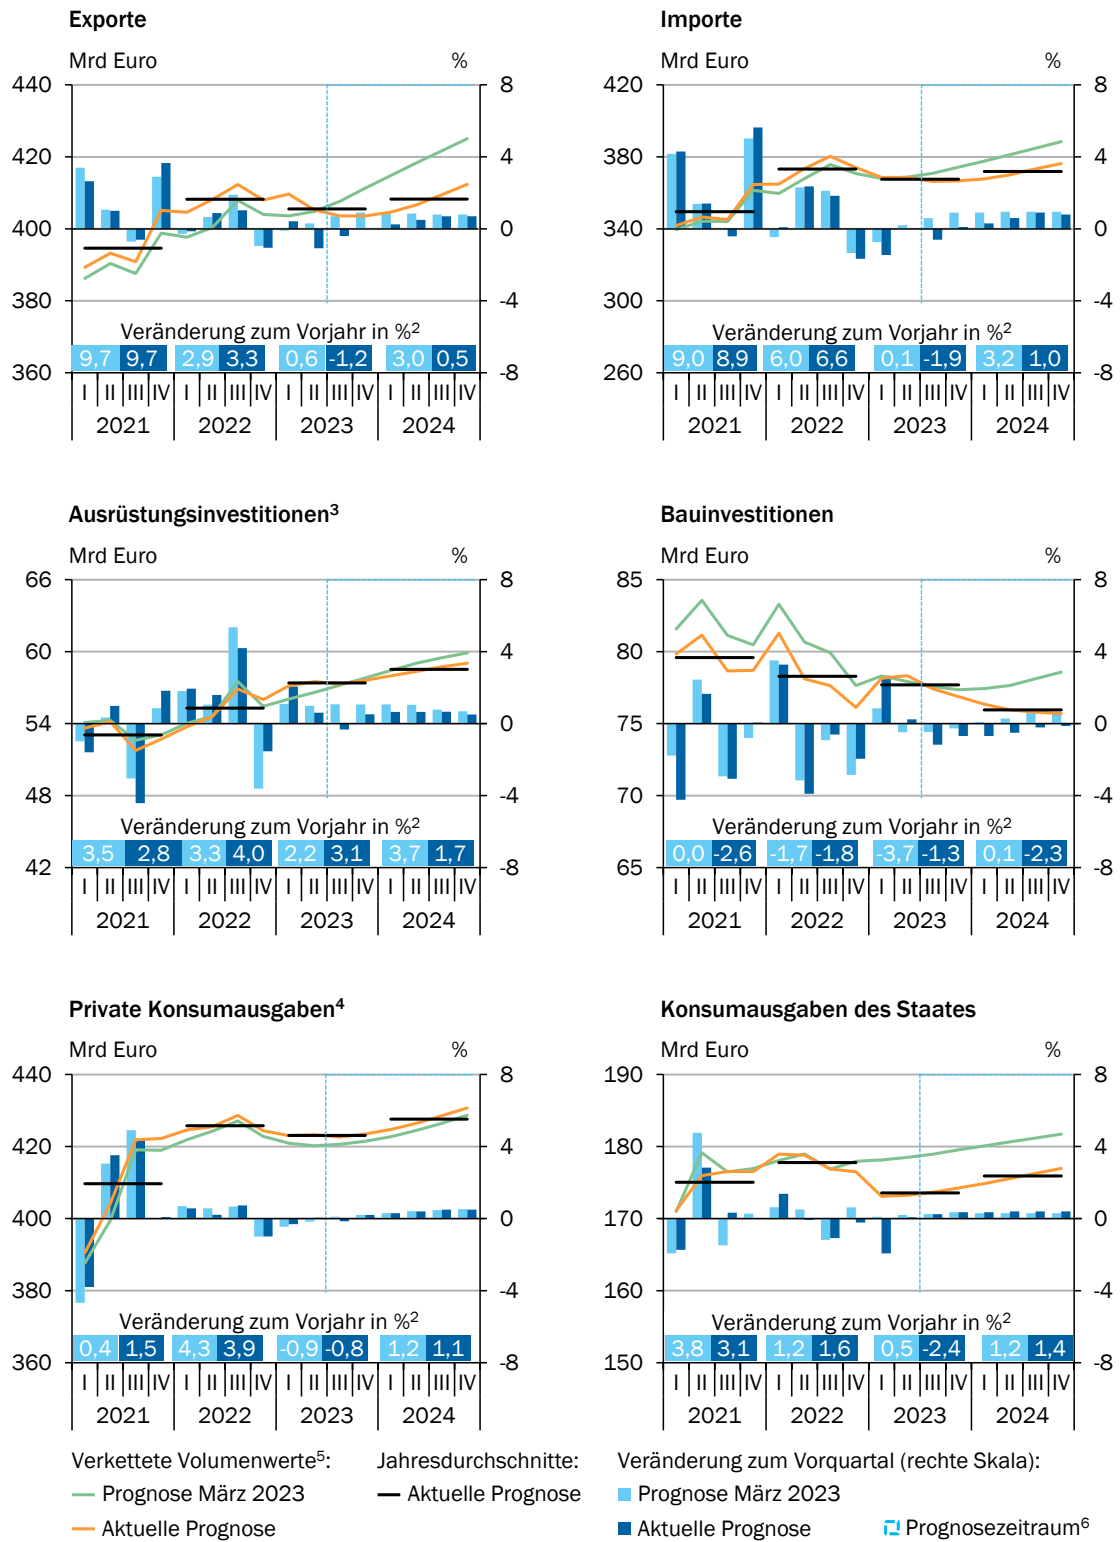 Exporte
Mrd Euro %
440 8
420 4
400 0
380 -4
Veränderung zum Vorjahr in %²
9,7 9,7 2,9 3,3 0,6 -1,2 3,0 0,5
360 -8
I II III IV I II III IV I II III IV I II III IV
2021 2022 2023 2024
Importe
Mrd Euro %
420 8
380 4
340 0
300 -4
Veränderung zum Vorjahr in %²
9,0 8,9 6,0 6,6 0,1 -1,9 3,2 1,0
260 -8
I II III IV I II III IV I II III IV I II III IV
2021 2022 2023 2024
Ausrüstungsinvestitionen³
Mrd Euro %
66 8
60 4
54 0
48 -4
Veränderung zum Vorjahr in %²
3,5 2,8 3,3 4,0 2,2 3,1 3,7 1,7
42 -8
I II III IV I II III IV I II III IV I II III IV
2021 2022 2023 2024
Bauinvestitionen
Mrd Euro %
85 8
80 4
75 0
70 -4
Veränderung zum Vorjahr in %²
0,0 -2,6 -1,7 -1,8 -3,7 -1,3 0,1 -2,3
65 -8
I II III IV I II III IV I II III IV I II III IV
2021 2022 2023 2024
Private Konsumausgaben⁴
Mrd Euro %
440 8
420 4
400 0
380 -4
Veränderung zum Vorjahr in %²
0,4 1,5 4,3 3,9 -0,9 -0,8 1,2 1,1
360 -8
I II III IV I II III IV I II III IV I II III IV
2021 2022 2023 2024
Konsumausgaben des Staates
Mrd Euro %
190 8
180 4
170 0
160 -4
Veränderung zum Vorjahr in %²
3,8 3,1 1,2 1,6 0,5 -2,4 1,2 1,4
150 -8
I II III IV I II III IV I II III IV I II III IV
2021 2022 2023 2024
Verkettete Volumenwerte⁵: Jahresdurchschnitte: Veränderung zum Vorquartal (rechte Skala):
Prognose März 2023 Aktuelle Prognose Prognose März 2023
Aktuelle Prognose Aktuelle Prognose Prognosezeitraum⁶